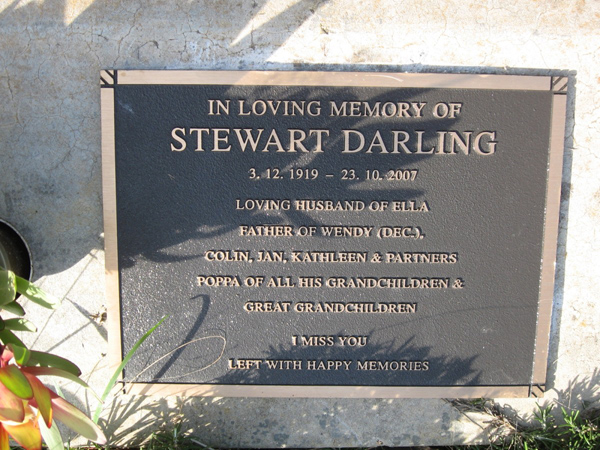 IN LOVING MEMORY OF
STEWART DARLING
3. 12. 1919 – 23. 10. 2007
LOVING HUSBAND OF ELLA
FATHER OF WENDY (DEC.),
COLIN, JAN, KATHLEEN & PARTNERS
POPPA OF ALL HIS GRANDCHILDREN &
GREAT GRANDCHILDREN
I MISS YOU
LEFT WITH HAPPY MEMORIES